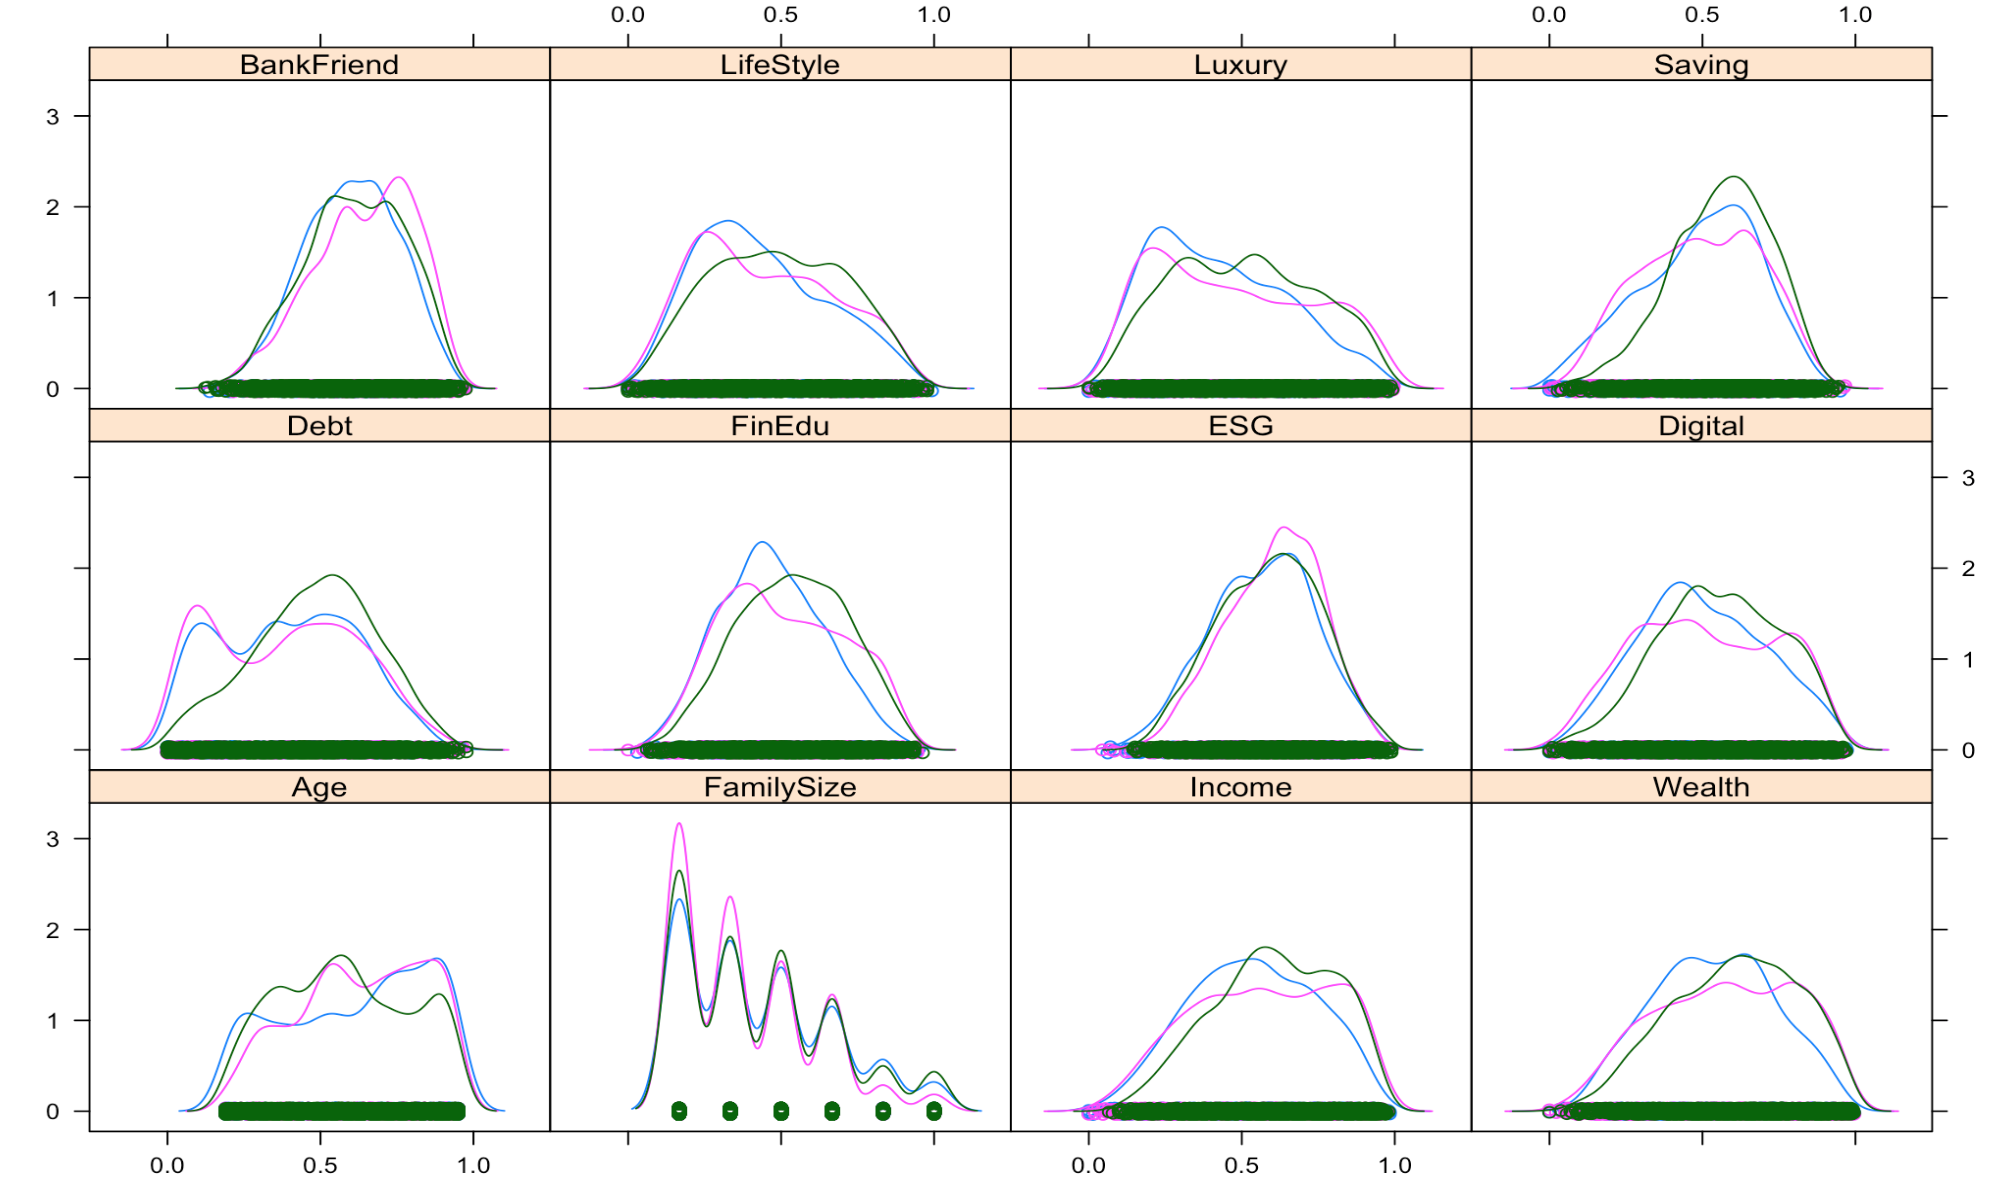 0.0 0.5 1.0 0.0 0.5 1.0
BankFriend LifeStyle Luxury Saving
3
2
1
0
Debt FinEdu ESG Digital
3
2
1
0
Age FamilySize Income Wealth
3
2
1
0
0.0 0.5 1.0 0.0 0.5 1.0